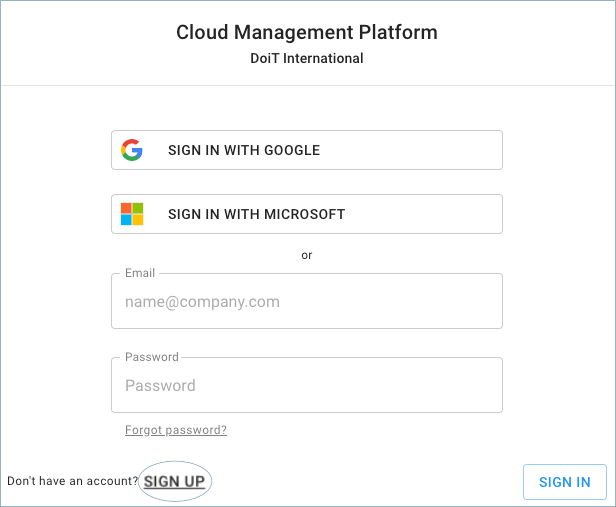 Cloud Management Platform
DoiT International
SIGN IN WITH GOOGLE
SIGN IN WITH MICROSOFT
or
Email
name@company.com
Password
Password
Forgot password?
Don't have an account? SIGN UP
SIGN IN